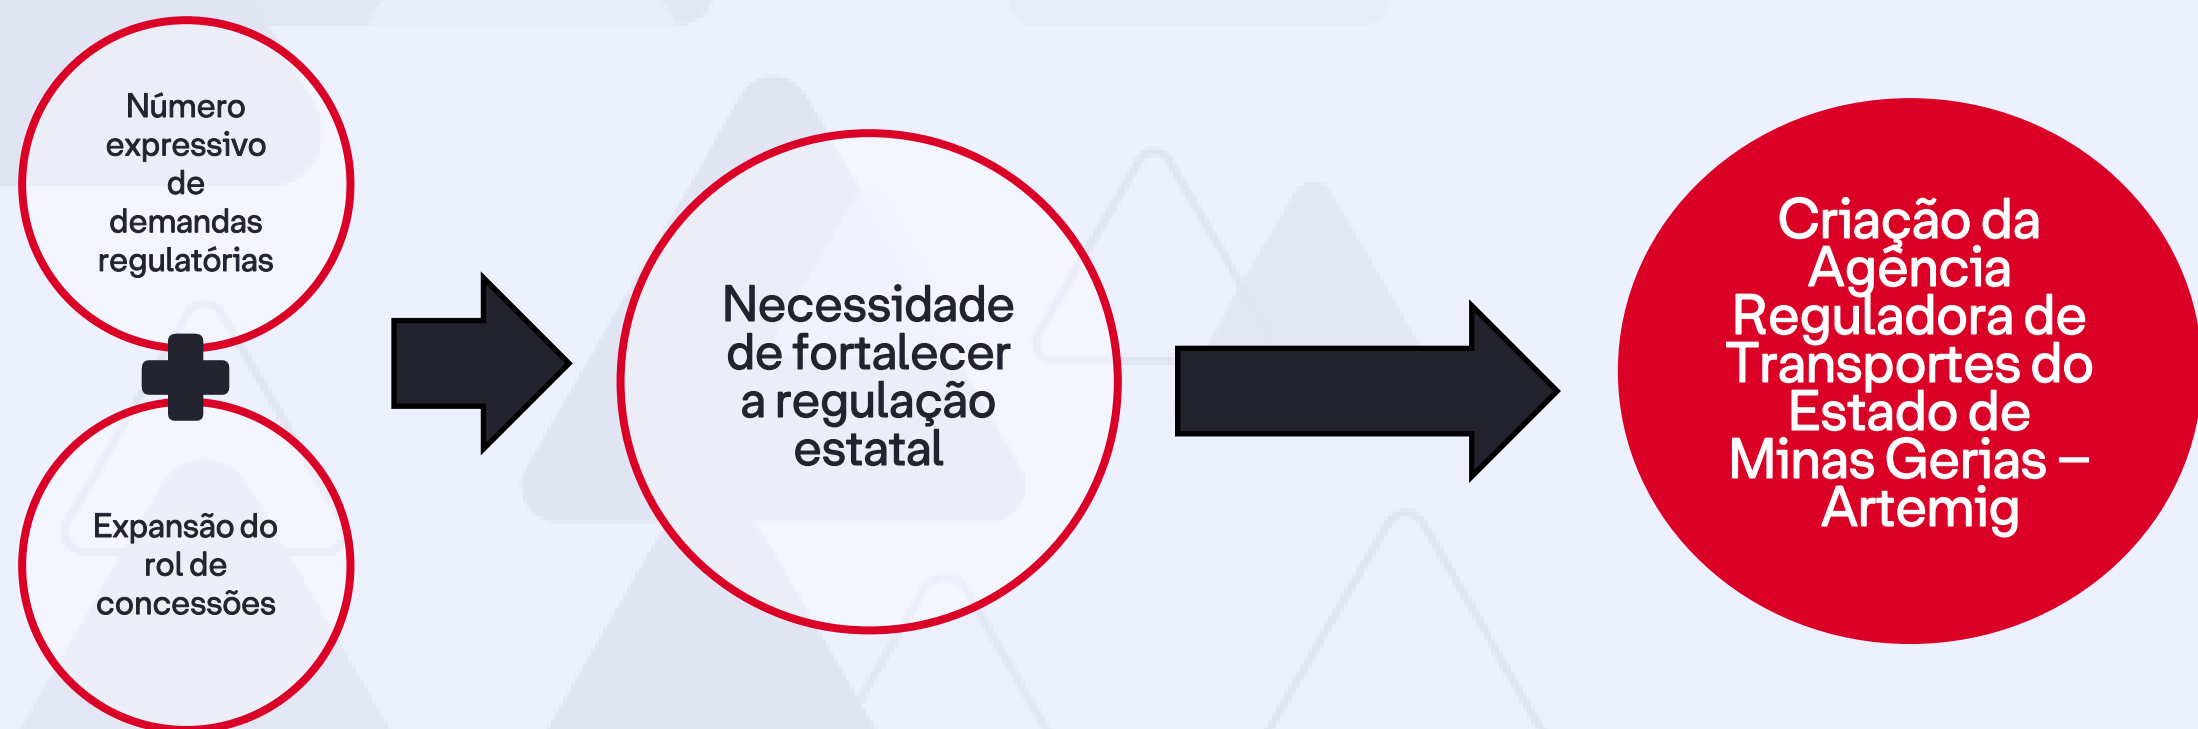 Número
expressivo
de
demandas
regulatórias
Expansão do
rol de
concessões
Necessidade
de fortalecer
a regulação
estatal
Criação da
Agência
Reguladora de
Transportes do
Estado de
Minas Gerias –
Artemig